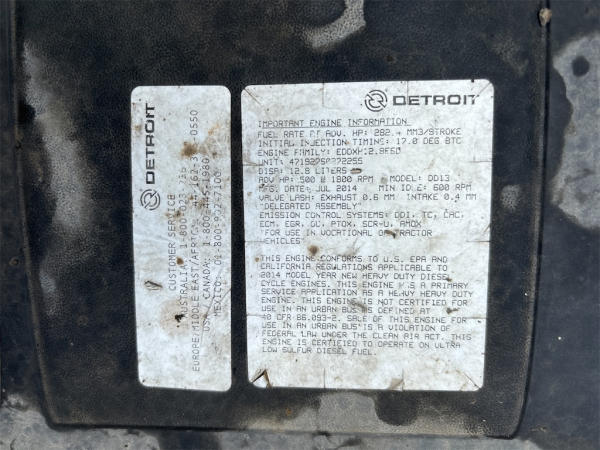 DETROIT
IMPORTANT ENGINE INFORMATION
FUEL RATE ADV. HP: 282. MM3/STROKE
INITIAL INJECTION TIMING: 17.0 DEG BTC
ENGINE FAMILY:
UNIT:
DISP: 12.8 LITERS
ADV HP: 500 @ 1800 RPM MODEL: DD13
MFG. DATE: JUL 2014 MIN IDLE: 600 RPM
VALVE LASH: EXHAUST 0.6 MM INTAKE 0.4 MM
"DELEGATED ASSEMBLY"
EMISSION CONTROL SYSTEMS: DDI, TC, CAC,
ECM, EGR, OC, PTOX, SCR-U, AMOX
"FOR USE IN VOCATIONAL OR TRACTOR
VEHICLES"
THIS ENGINE CONFORMS TO U.S. EPA AND
CALIFORNIA REGULATIONS APPLICABLE TO
2014 MODEL YEAR NEW HEAVY DUTY DIESEL
CYCLE ENGINES. THIS ENGINE HAS A PRIMARY
SERVICE APPLICATION AS A HEAVY HEAVY DUTY
ENGINE. THIS ENGINE IS NOT CERTIFIED FOR
USE IN AN URBAN BUS AS DEFINED AT
40 CFR 86.093-2. SALE OF THIS ENGINE FOR
USE IN AN URBAN BUS IS A VIOLATION OF
FEDERAL LAW UNDER THE CLEAN AIR ACT. THIS
ENGINE IS CERTIFIED TO OPERATE ON ULTRA
LOW SULFUR DIESEL FUEL.
DETROIT
CUSTOMER SERVICE
AUSTRALIA:
EUROPE/MIDDLE EAST/AFRICA: -0550
USA / CANADA: 1-800-445-1980
MEXICO: 01-800-